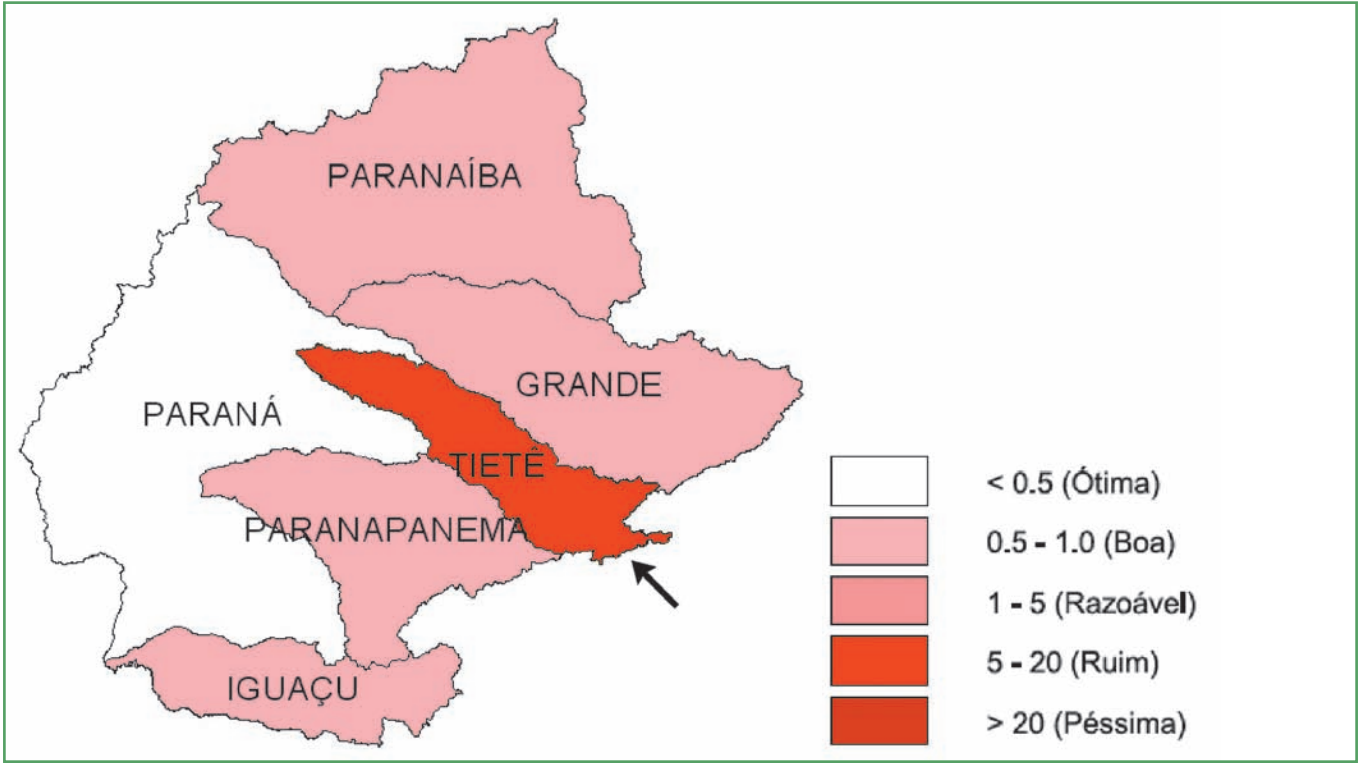 PARANAÍBA
GRANDE
PARANÁ
TIETÊ
PARANAPANEMA
IGUAÇU
< 0.5 (Ótima)
0.5 - 1.0 (Boa)
1 - 5 (Razoável)
5 - 20 (Ruim)
> 20 (Péssima)